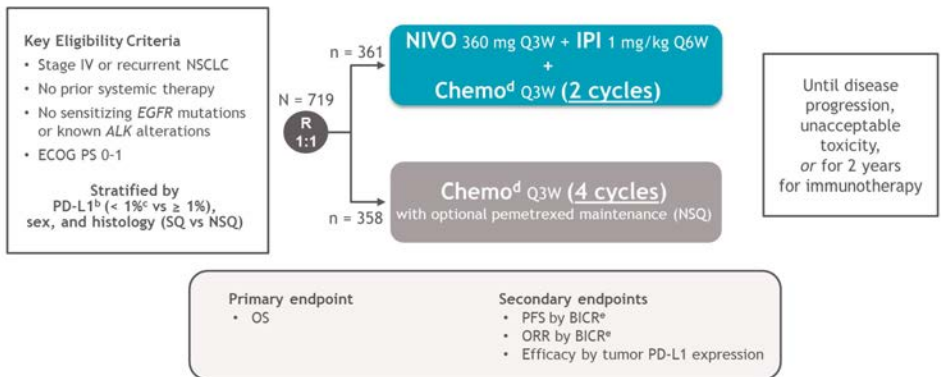 Key Eligibility Criteria
• Stage IV or recurrent NSCLC
• No prior systemic therapy
• No sensitizing EGFR mutations
or known ALK alterations
• ECOG PS 0-1
Stratified by
PD-L1ᵇ (< 1%ᶜ vs ≥ 1%),
sex, and histology (SQ vs NSQ)
N = 719
R
1:1
n = 361
NIVO 360 mg Q3W + IPI 1 mg/kg Q6W
+
Chemoᵈ Q3W (2 cycles)
n = 358
Chemoᵈ Q3W (4 cycles)
with optional pemetrexed maintenance (NSQ)
Until disease
progression,
unacceptable
toxicity,
or for 2 years
for immunotherapy
Primary endpoint
• OS
Secondary endpoints
• PFS by BICRᵉ
• ORR by BICRᵉ
• Efficacy by tumor PD-L1 expression